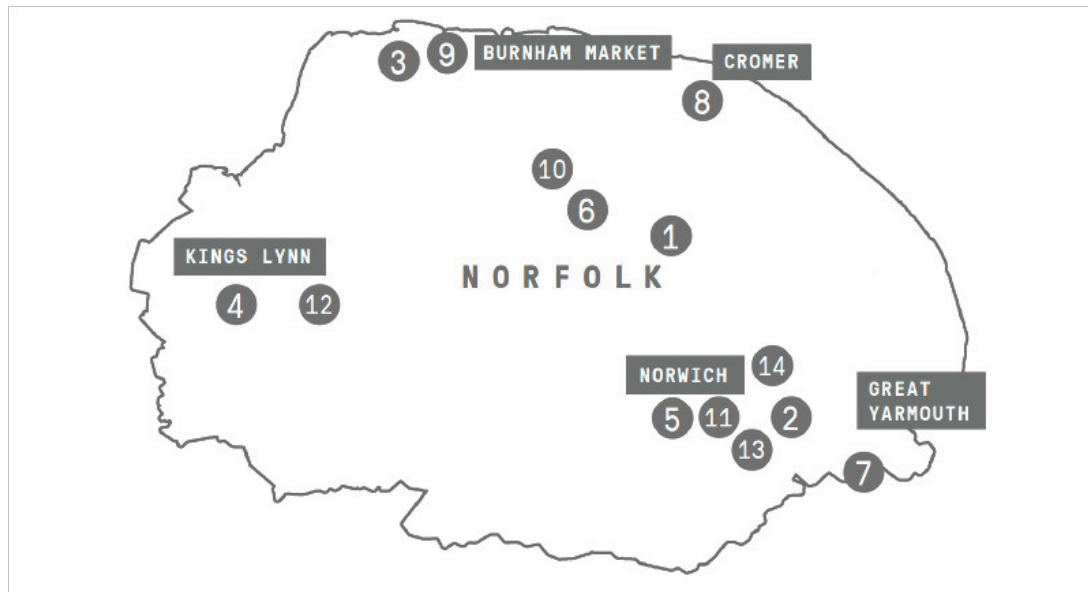 3
9
BURNHAM MARKET
CROMER
8
10
6
1
KINGS LYNN
NORFOLK
4
12
NORWICH
14
GREAT
YARMOUTH
5
11
2
13
7